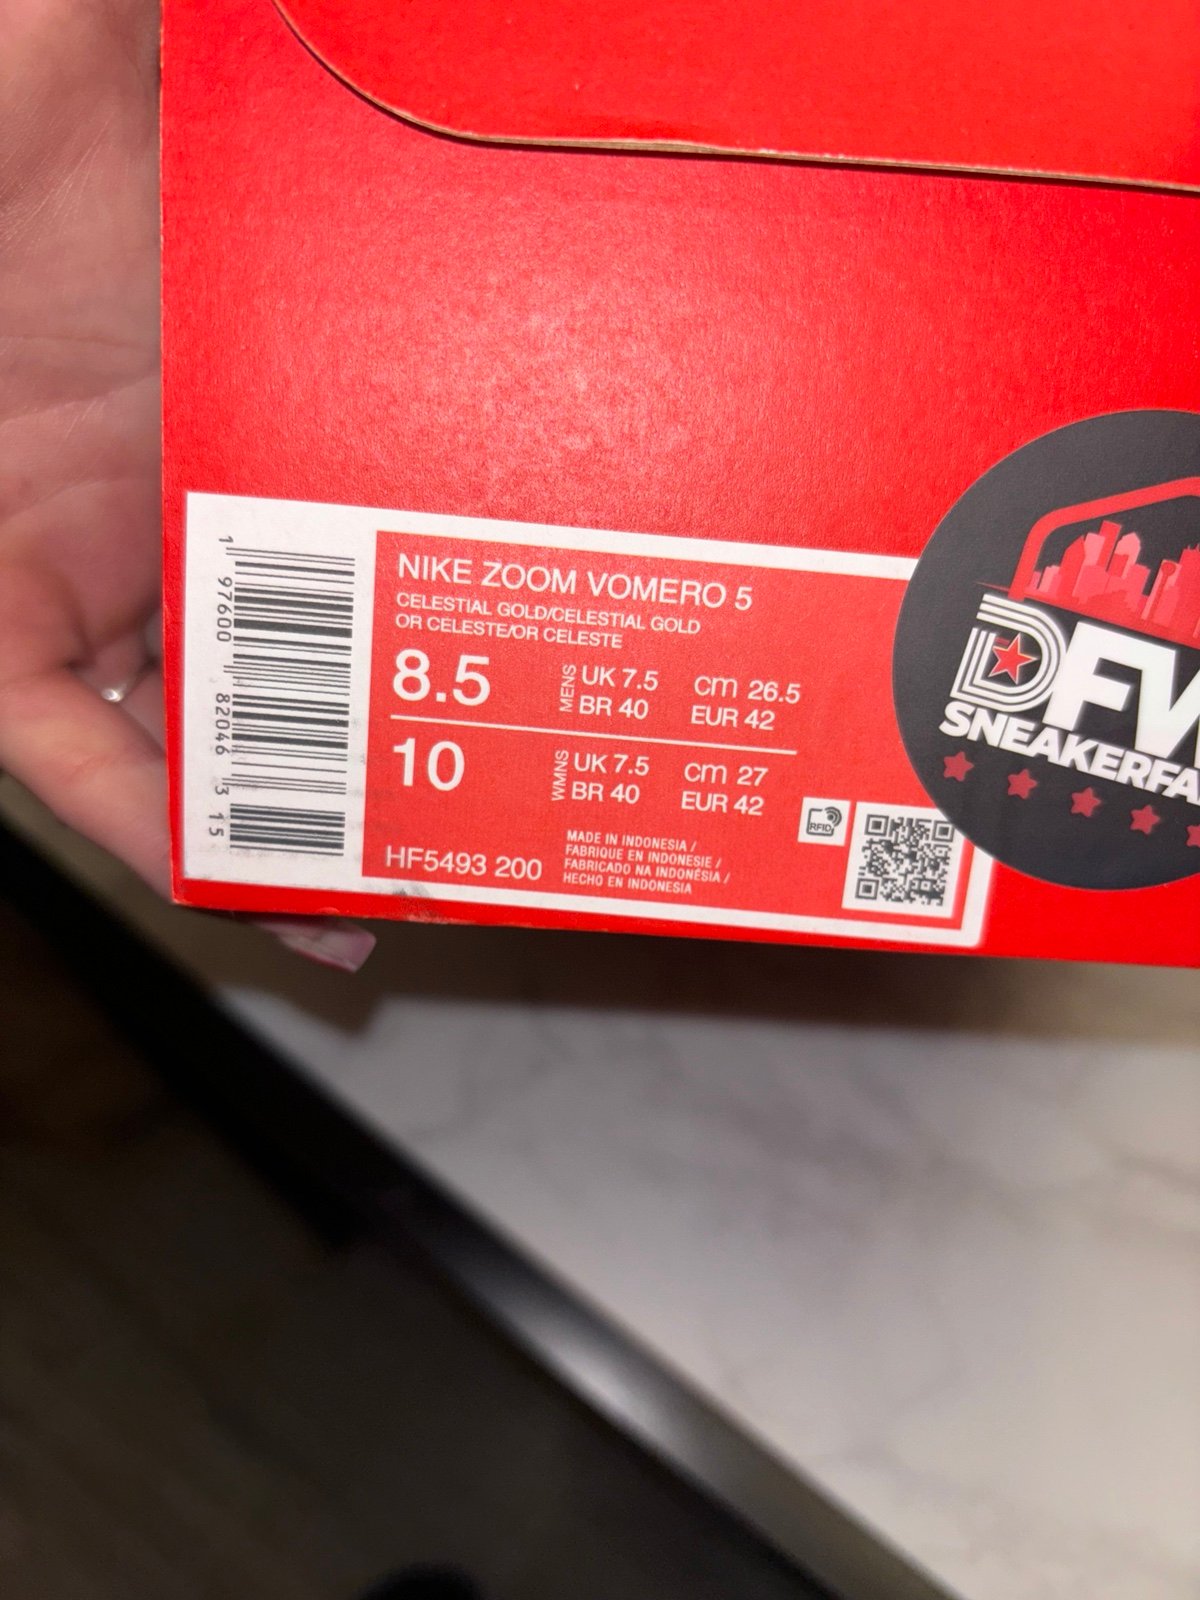 NIKE ZOOM VOMERO 5
CELESTIAL GOLD/CELESTIAL GOLD
OR CELESTE/OR CELESTE
8.5 MENS UK 7.5 cm 26.5
BR 40 EUR 42
10 WMNS UK 7.5 cm 27
BR 40 EUR 42
HF5493 200
MADE IN INDONESIA /
FABRIQUE EN INDONESIE /
FABRICADO NA INDONÉSIA /
HECHO EN INDONESIA
RFID
1 97600 82046 3 15
DFW
SNEAKERFA